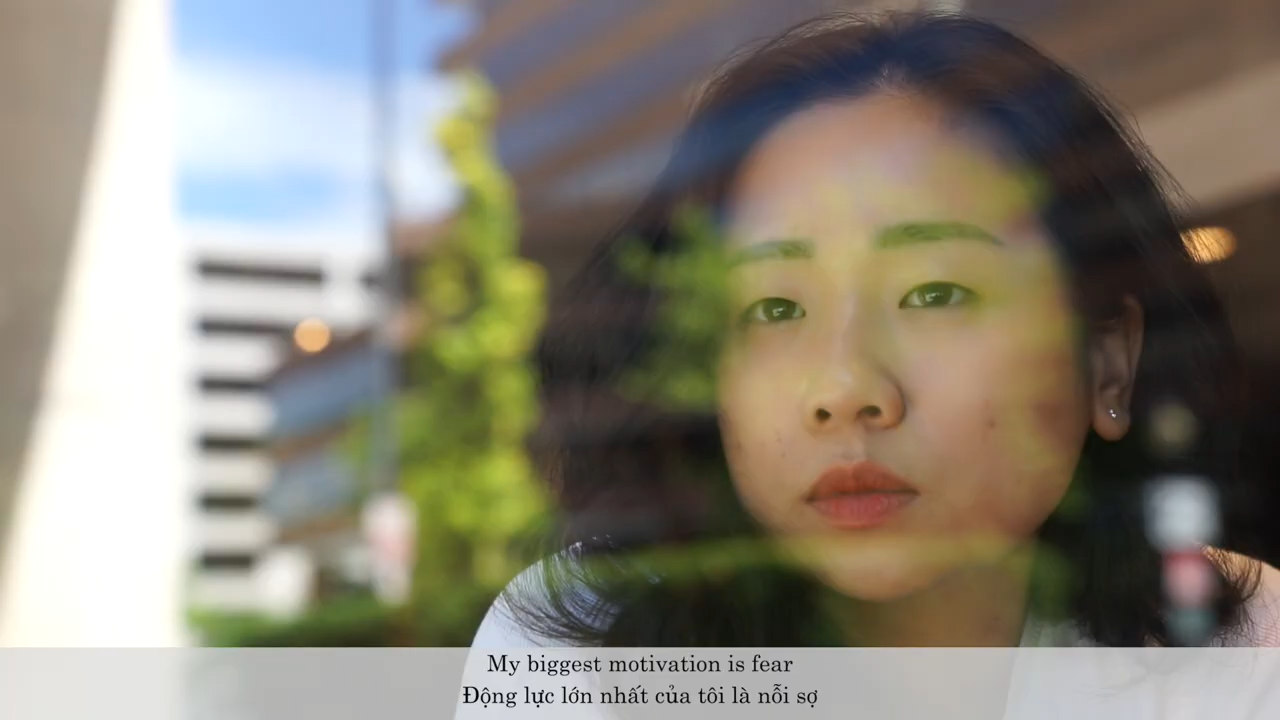 My biggest motivation is fear
Động lực lớn nhất của tôi là nỗi sợ